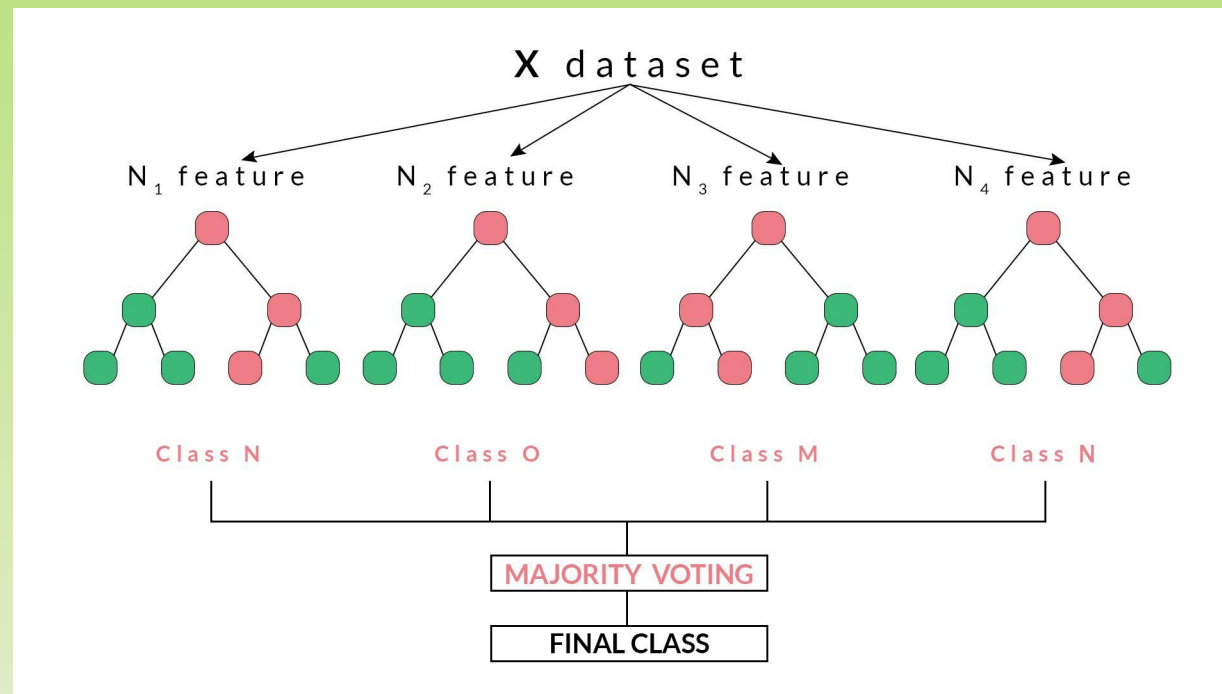 X dataset
N1 feature
N2 feature
N3 feature
N4 feature
Class N
Class O
Class M
Class N
MAJORITY VOTING
FINAL CLASS